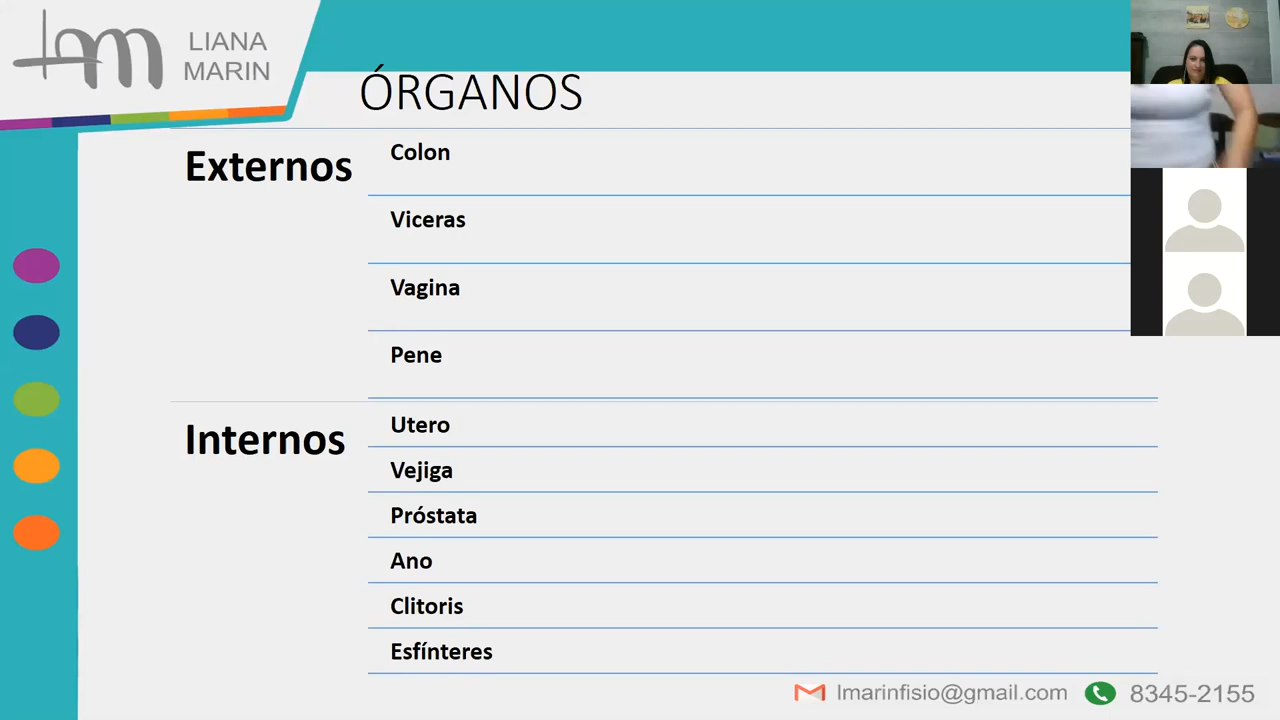 LIANA
MARIN
ÓRGANOS
Externos
Colon
Viceras
Vagina
Pene
Internos
Utero
Vejiga
Próstata
Ano
Clitoris
Esfínteres
lmarinfisio@gmail.com
8345-2155